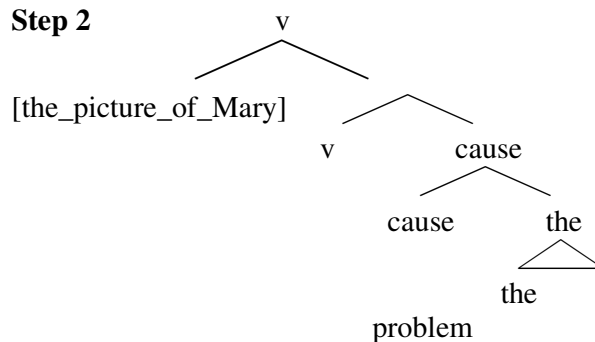 Step 2
v
[the_picture_of_Mary]
v cause
cause the
the
problem